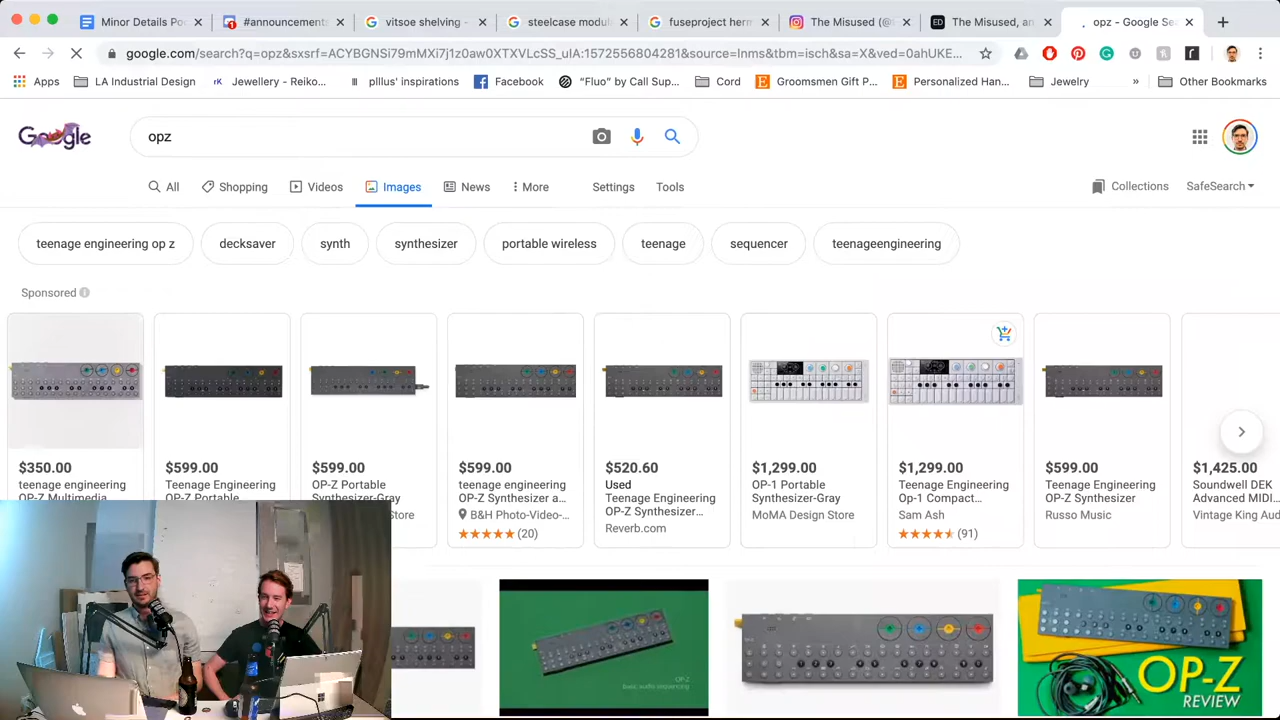 Minor Details Po
#announcements
vitsoe shelving -
steelcase modula
fuseproject herm
The Misused (@
The Misused, an
opz - Google Sea
google.com/search?q=opz&sxsrf=ACYBGNSi79mMXi7j1z0aw0XTXVLcSS_uIA:1572556804281&source=lnms&tbm=isch&sa=X&ved=0ahUKE...
Apps
LA Industrial Design
Jewellery - Reiko...
plllus' inspirations
Facebook
“Fluo” by Call Sup...
Cord
Groomsmen Gift P...
Personalized Han...
Jewelry
»
Other Bookmarks
Google
opz
All
Shopping
Videos
Images
News
More
Settings
Tools
Collections
SafeSearch
teenage engineering op z
decksaver
synth
synthesizer
portable wireless
teenage
sequencer
teenageengineering
Sponsored
$350.00
teenage engineering
OP-Z Multimedia
$599.00
Teenage Engineering
OP-Z Portable
$599.00
OP-Z Portable
Synthesizer-Gray
Store
$599.00
Teenage Engineering
OP-Z Synthesizer a...
B&H Photo-Video-...
(20)
$520.60
Used
Teenage Engineering
OP-Z Synthesizer...
Reverb.com
$1,299.00
OP-1 Portable
Synthesizer-Gray
MoMA Design Store
$1,299.00
Teenage Engineering
Op-1 Compact...
Sam Ash
(91)
$599.00
Teenage Engineering
OP-Z Synthesizer
Russo Music
$1,425.00
Soundwell DEK
Advanced MIDI
Vintage King Aud
OP-Z
Basic audio sequencing
OP-Z
REVIEW